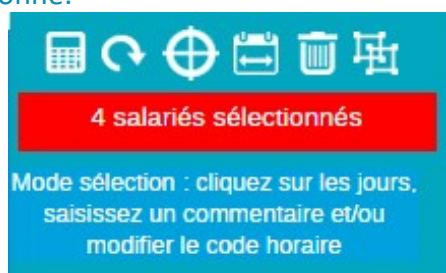 4 salariés sélectionnés
Mode sélection : cliquez sur les jours,
saisissez un commentaire et/ou
modifier le code horaire